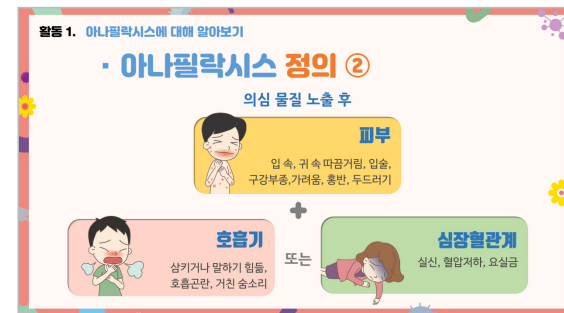 활동 1. 아나필락시스에 대해 알아보기
· 아나필락시스 정의 ②
의심 물질 노출 후
피부
입 속, 귀 속 따끔거림, 입술,
구강부종,가려움, 홍반, 두드러기
+
호흡기
삼키거나 말하기 힘듦,
호흡곤란, 거친 숨소리
또는
심장혈관계
실신, 혈압저하, 요실금